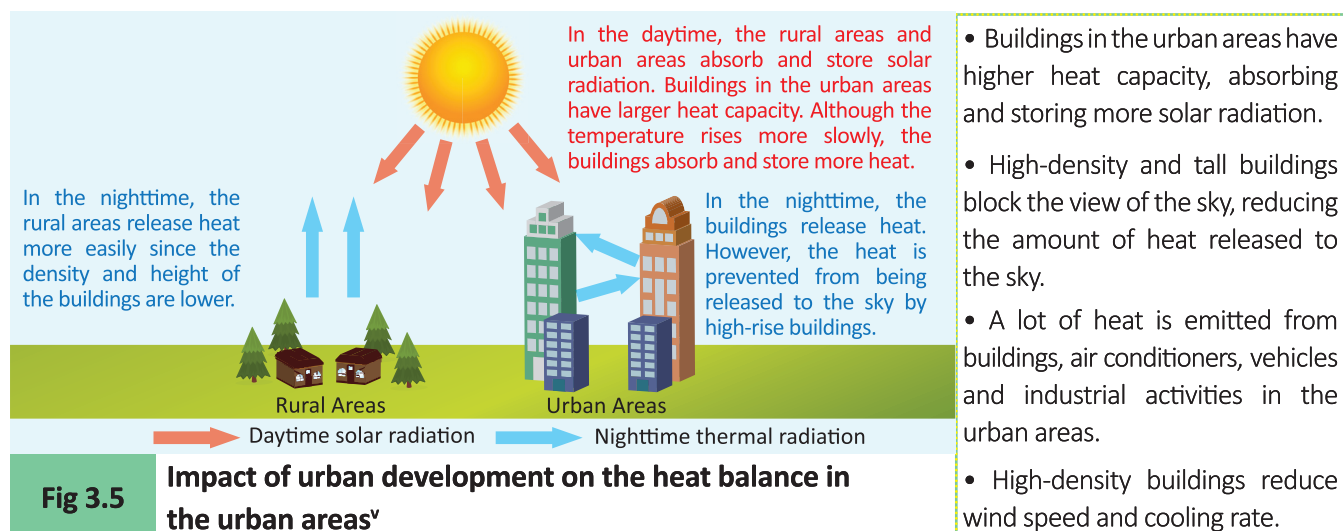 In the daytime, the rural areas and
urban areas absorb and store solar
radiation. Buildings in the urban areas
have larger heat capacity. Although the
temperature rises more slowly, the
buildings absorb and store more heat.
In the nighttime, the
rural areas release heat
more easily since the
density and height of
the buildings are lower.
In the nighttime, the
buildings release heat.
However, the heat is
prevented from being
released to the sky by
high-rise buildings.
Rural Areas
Urban Areas
Daytime solar radiation
Nighttime thermal radiation
Fig 3.5
Impact of urban development on the heat balance in
the urban areasᵛ
• Buildings in the urban areas have
higher heat capacity, absorbing
and storing more solar radiation.
• High-density and tall buildings
block the view of the sky, reducing
the amount of heat released to
the sky.
• A lot of heat is emitted from
buildings, air conditioners, vehicles
and industrial activities in the
urban areas.
• High-density buildings reduce
wind speed and cooling rate.